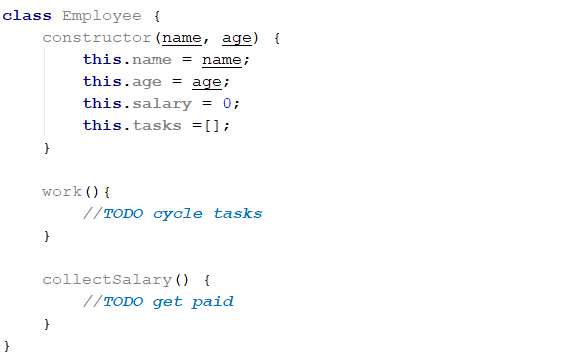 class Employee {
constructor(name, age) {
this.name = name;
this.age = age;
this.salary = 0;
this.tasks =[];
}
work(){
//TODO cycle tasks
}
collectSalary() {
//TODO get paid
}
}